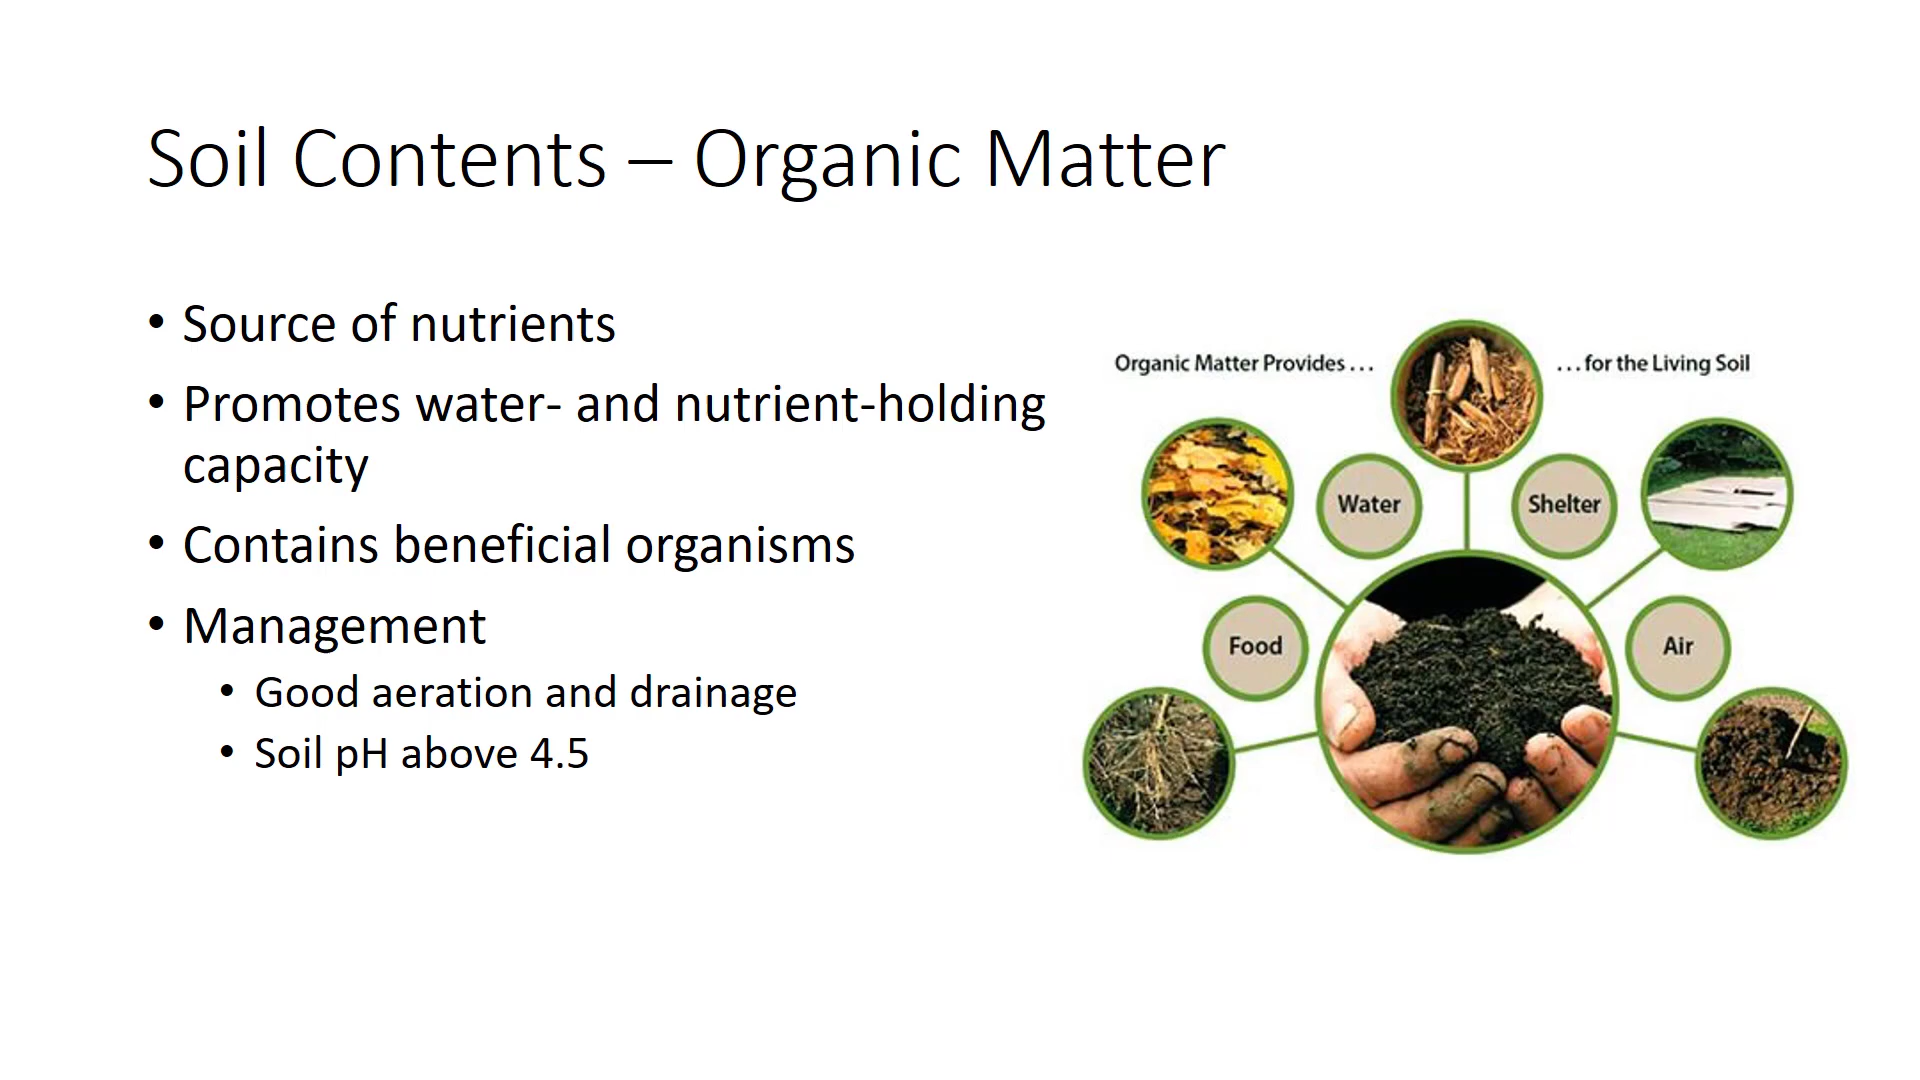 Soil Contents – Organic Matter
• Source of nutrients
• Promotes water- and nutrient-holding
capacity
• Contains beneficial organisms
• Management
• Good aeration and drainage
• Soil pH above 4.5
Organic Matter Provides . . .
. . . for the Living Soil
Water
Shelter
Food
Air